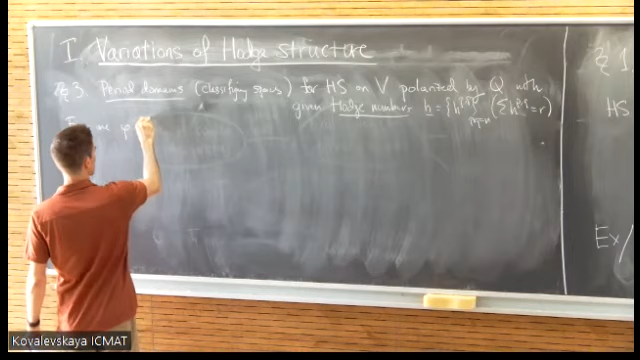 I. Variations of Hodge structure
§ 3. Period domains (classifying spaces) for HS on V polarized by Q with
given Hodge numbers h = {h^{p,q}} (Σh^{p,q} = r)
§ 1
HS
Ex/
Kovalevskaya ICMAT